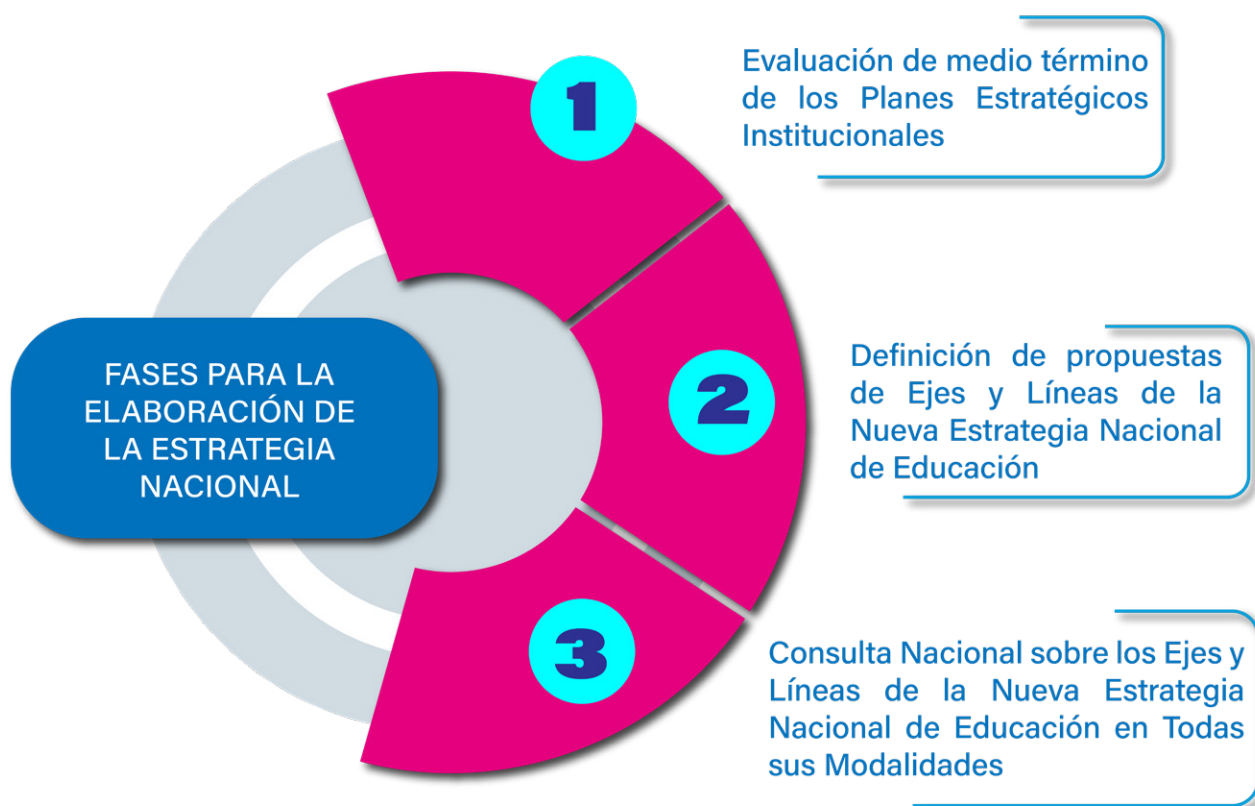 1
Evaluación de medio término
de los Planes Estratégicos
Institucionales
FASES PARA LA
ELABORACIÓN DE
LA ESTRATEGIA
NACIONAL
2
Definición de propuestas
de Ejes y Líneas de la
Nueva Estrategia Nacional
de Educación
3
Consulta Nacional sobre los Ejes y
Líneas de la Nueva Estrategia
Nacional de Educación en Todas
sus Modalidades